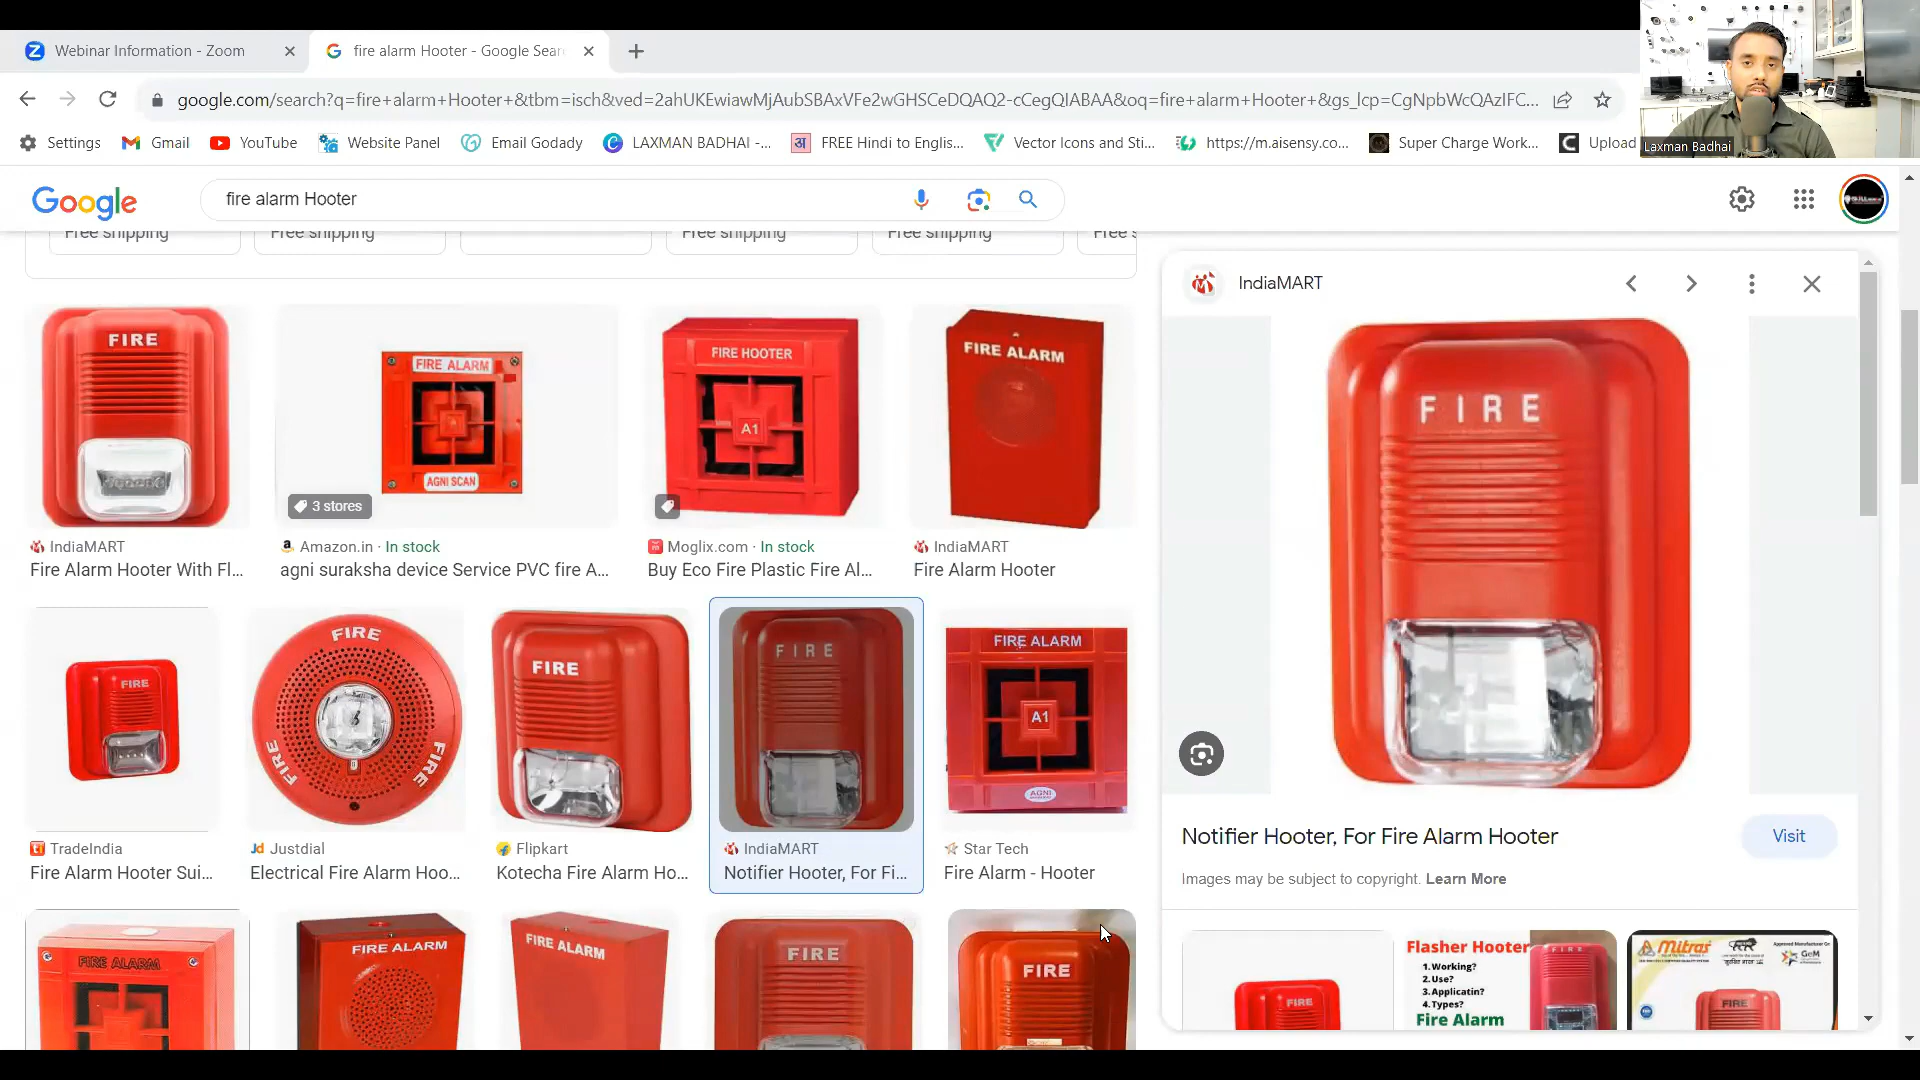 Webinar Information - Zoom
fire alarm Hooter - Google Sear
google.com/search?q=fire+alarm+Hooter+&tbm=isch&ved=2ahUKEwiawMjAubSBAxVFe2wGHSCeDQAQ2-cCegQIABAA&oq=fire+alarm+Hooter+&gs_lcp=CgNpbWcQAzIFC...
Settings
Gmail
YouTube
Website Panel
Email Godady
LAXMAN BADHAI -...
FREE Hindi to Englis...
Vector Icons and Sti...
https://m.aisensy.co...
Super Charge Work...
Upload
Laxman Badhai
Google
fire alarm Hooter
Free shipping
Free shipping
Free shipping
Free shipping
Free s
IndiaMART
FIRE
FIRE ALARM
AGNI SCAN
3 stores
FIRE HOOTER
A1
FIRE ALARM
FIRE
IndiaMART
Fire Alarm Hooter With Fl...
Amazon.in · In stock
agni suraksha device Service PVC fire A...
Moglix.com · In stock
Buy Eco Fire Plastic Fire Al...
IndiaMART
Fire Alarm Hooter
FIRE
FIRE
FIRE
FIRE
FIRE
FIRE
FIRE ALARM
A1
AGNI
TradeIndia
Fire Alarm Hooter Sui...
Justdial
Electrical Fire Alarm Hoo...
Flipkart
Kotecha Fire Alarm Ho...
IndiaMART
Notifier Hooter, For Fi...
Star Tech
Fire Alarm - Hooter
Notifier Hooter, For Fire Alarm Hooter
Visit
Images may be subject to copyright. Learn More
FIRE ALARM
FIRE ALARM
FIRE ALARM
FIRE
FIRE
FIRE
Flasher Hooter
1.Working?
2.Use?
3.Applicatin?
4.Types?
Fire Alarm
FIRE
Mitras
GeM
FIRE